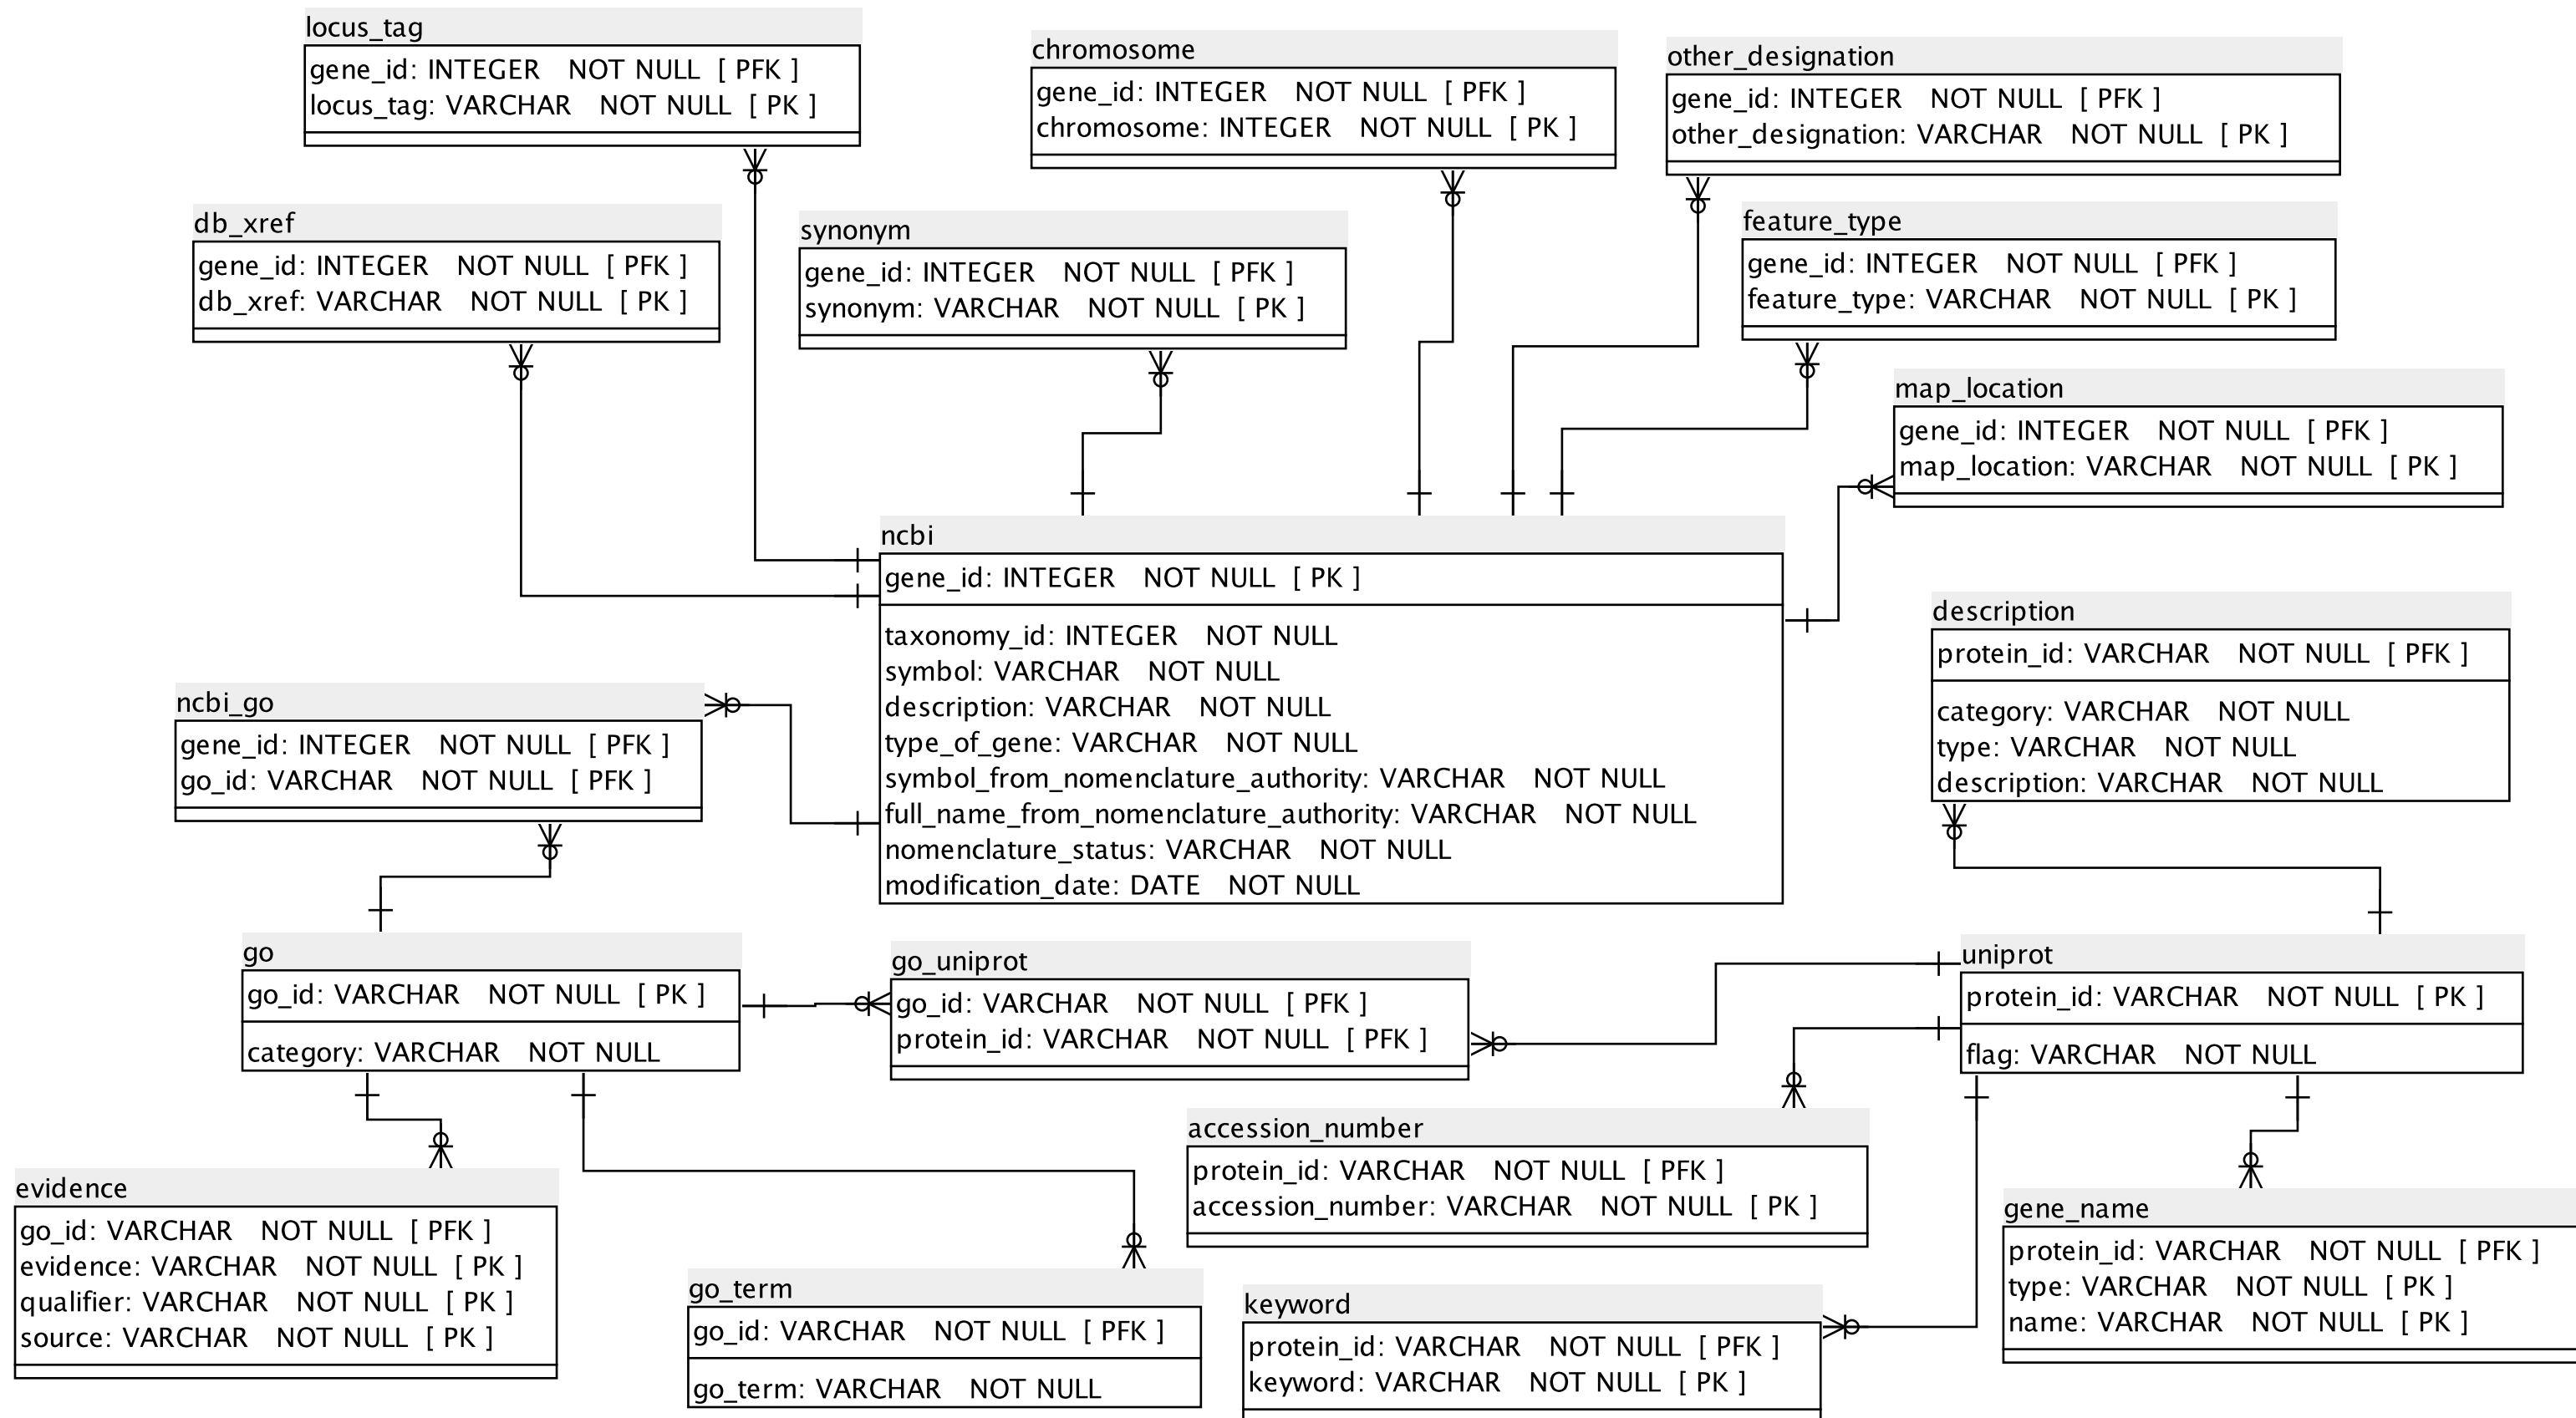 locus_tag
gene_id: INTEGER NOT NULL [ PFK ]
locus_tag: VARCHAR NOT NULL [ PK ]
chromosome
gene_id: INTEGER NOT NULL [ PFK ]
chromosome: INTEGER NOT NULL [ PK ]
other_designation
gene_id: INTEGER NOT NULL [ PFK ]
other_designation: VARCHAR NOT NULL [ PK ]
db_xref
gene_id: INTEGER NOT NULL [ PFK ]
db_xref: VARCHAR NOT NULL [ PK ]
synonym
gene_id: INTEGER NOT NULL [ PFK ]
synonym: VARCHAR NOT NULL [ PK ]
feature_type
gene_id: INTEGER NOT NULL [ PFK ]
feature_type: VARCHAR NOT NULL [ PK ]
map_location
gene_id: INTEGER NOT NULL [ PFK ]
map_location: VARCHAR NOT NULL [ PK ]
ncbi
gene_id: INTEGER NOT NULL [ PK ]
taxonomy_id: INTEGER NOT NULL
symbol: VARCHAR NOT NULL
description: VARCHAR NOT NULL
type_of_gene: VARCHAR NOT NULL
symbol_from_nomenclature_authority: VARCHAR NOT NULL
full_name_from_nomenclature_authority: VARCHAR NOT NULL
nomenclature_status: VARCHAR NOT NULL
modification_date: DATE NOT NULL
description
protein_id: VARCHAR NOT NULL [ PFK ]
category: VARCHAR NOT NULL
type: VARCHAR NOT NULL
description: VARCHAR NOT NULL
ncbi_go
gene_id: INTEGER NOT NULL [ PFK ]
go_id: VARCHAR NOT NULL [ PFK ]
go
go_id: VARCHAR NOT NULL [ PK ]
category: VARCHAR NOT NULL
go_uniprot
go_id: VARCHAR NOT NULL [ PFK ]
protein_id: VARCHAR NOT NULL [ PFK ]
uniprot
protein_id: VARCHAR NOT NULL [ PK ]
flag: VARCHAR NOT NULL
accession_number
protein_id: VARCHAR NOT NULL [ PFK ]
accession_number: VARCHAR NOT NULL [ PK ]
evidence
go_id: VARCHAR NOT NULL [ PFK ]
evidence: VARCHAR NOT NULL [ PK ]
qualifier: VARCHAR NOT NULL [ PK ]
source: VARCHAR NOT NULL [ PK ]
gene_name
protein_id: VARCHAR NOT NULL [ PFK ]
type: VARCHAR NOT NULL [ PK ]
name: VARCHAR NOT NULL [ PK ]
go_term
go_id: VARCHAR NOT NULL [ PFK ]
go_term: VARCHAR NOT NULL
keyword
protein_id: VARCHAR NOT NULL [ PFK ]
keyword: VARCHAR NOT NULL [ PK ]